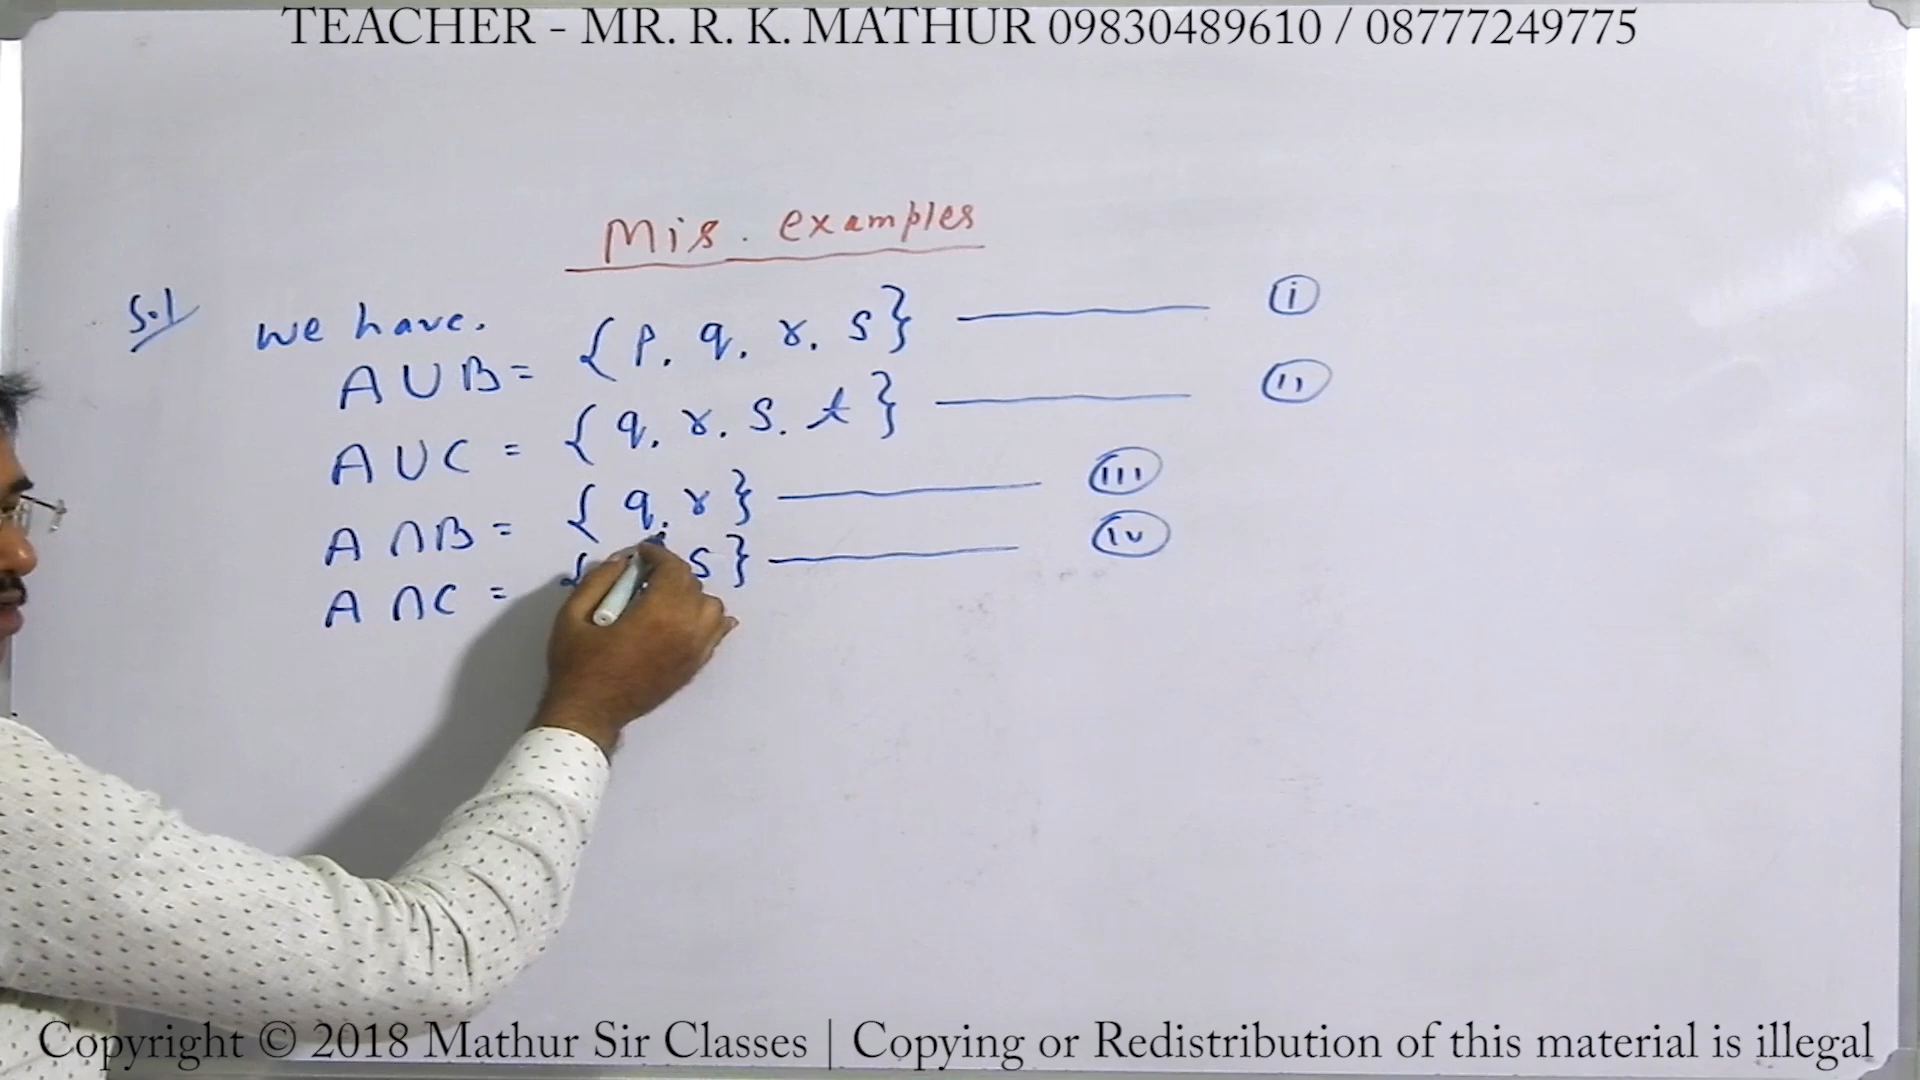 TEACHER - MR. R. K. MATHUR 09830489610 / 08777249775
Mis. examples
Sol We have.
A ∪ B = {p, q, r, s} (i)
A ∪ C = {q, r, s, t} (ii)
A ∩ B = {q, r} (iii)
A ∩ C = { s} (iv)
Copyright © 2018 Mathur Sir Classes | Copying or Redistribution of this material is illegal